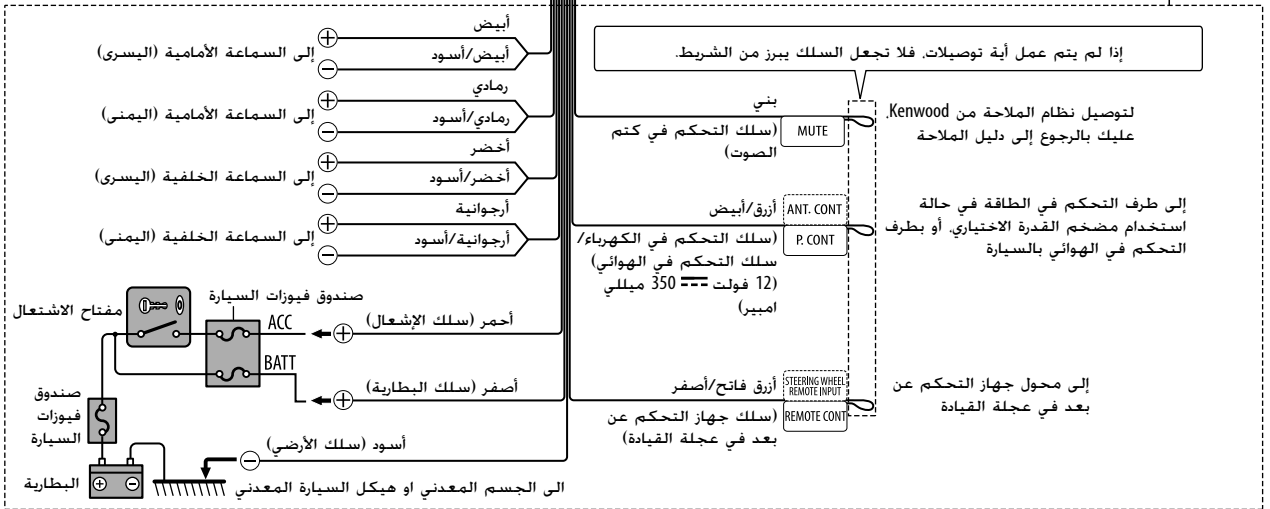 إذا لم يتم عمل أية توصيلات، فلا تجعل السلك يبرز من الشريط.
بني
(سلك التحكم في كتم
الصوت)
MUTE
لتوصيل نظام الملاحة من Kenwood،
عليك بالرجوع إلى دليل الملاحة
أزرق/أبيض
(سلك التحكم في الكهرباء/
سلك التحكم في الهوائي)
(12 فولت ⎓ 350 ميللي
امبير)
ANT. CONT
P. CONT
إلى طرف التحكم في الطاقة في حالة
استخدام مضخم القدرة الاختياري، أو بطرف
التحكم في الهوائي بالسيارة
أزرق فاتح/أصفر
(سلك جهاز التحكم عن
بعد في عجلة القيادة)
STEERING WHEEL
REMOTE INPUT
REMOTE CONT
إلى محول جهاز التحكم عن
بعد في عجلة القيادة
أبيض
أبيض/أسود
إلى السماعة الأمامية (اليسرى)
رمادي
رمادي/أسود
إلى السماعة الأمامية (اليمنى)
أخضر
أخضر/أسود
إلى السماعة الخلفية (اليسرى)
أرجوانية
أرجوانية/أسود
إلى السماعة الخلفية (اليمنى)
أحمر (سلك الإشعال)
ACC
صندوق فيوزات السيارة
مفتاح الاشتعال
أصفر (سلك البطارية)
BATT
صندوق
فيوزات
السيارة
أسود (سلك الأرضي)
الى الجسم المعدني او هيكل السيارة المعدني
البطارية